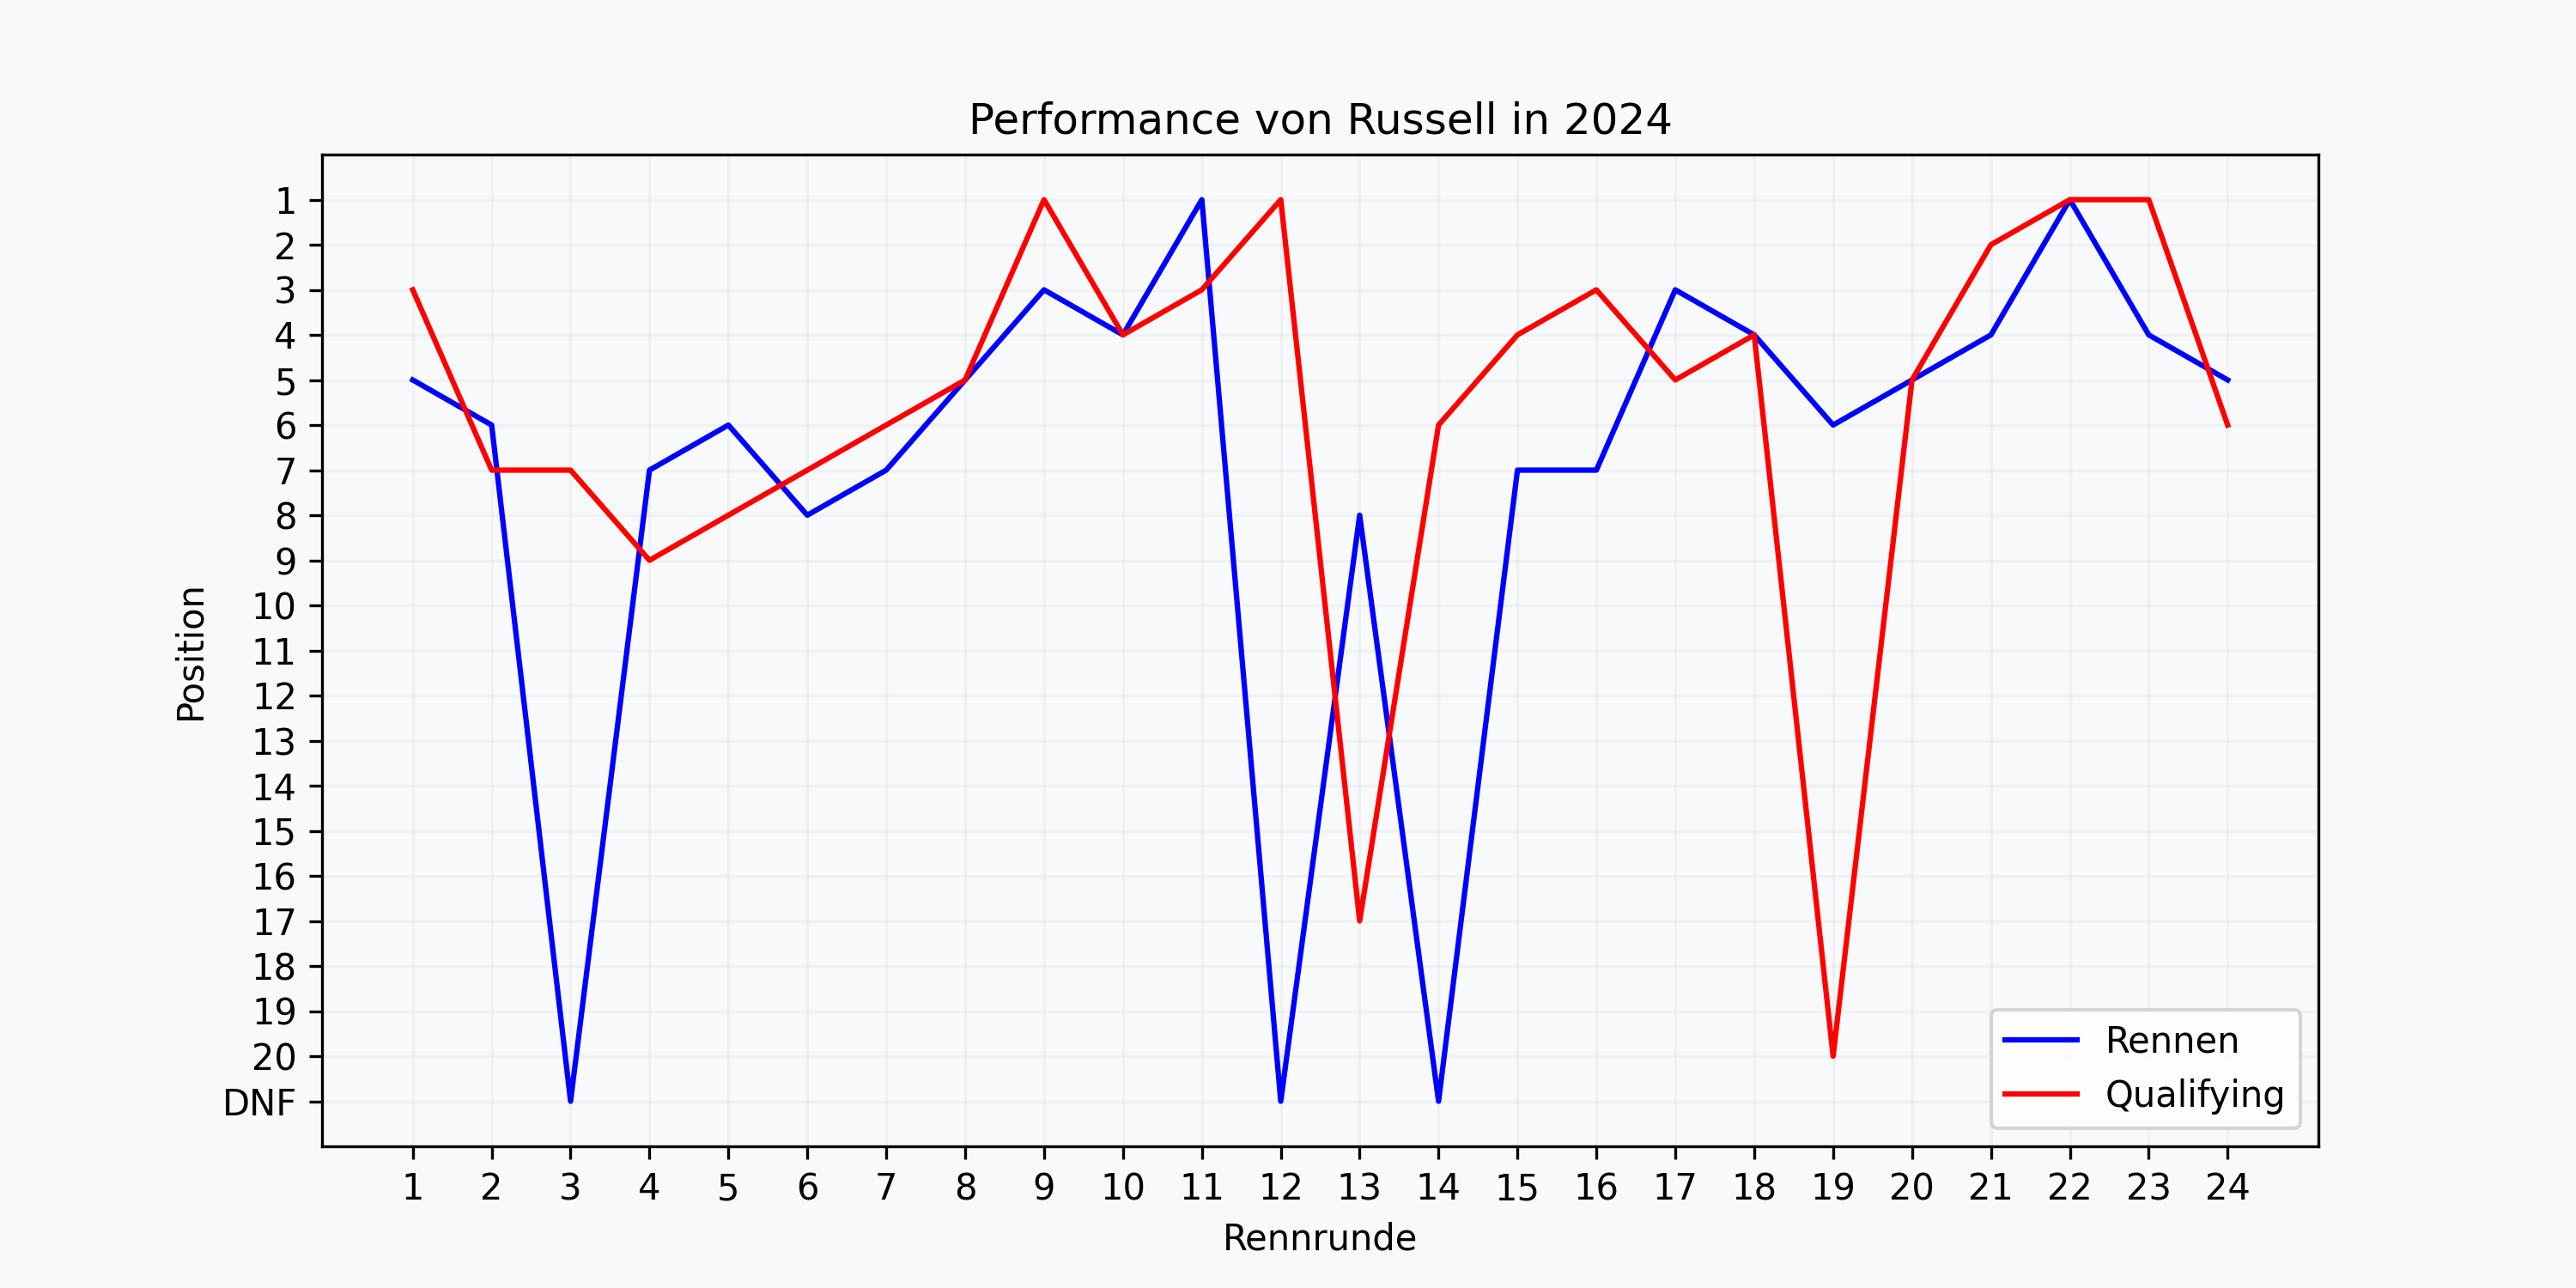 Performance von Russell in 2024
Position
1
2
3
4
5
6
7
8
9
10
11
12
13
14
15
16
17
18
19
20
DNF
Rennen
Qualifying
1 2 3 4 5 6 7 8 9 10 11 12 13 14 15 16 17 18 19 20 21 22 23 24
Rennrunde